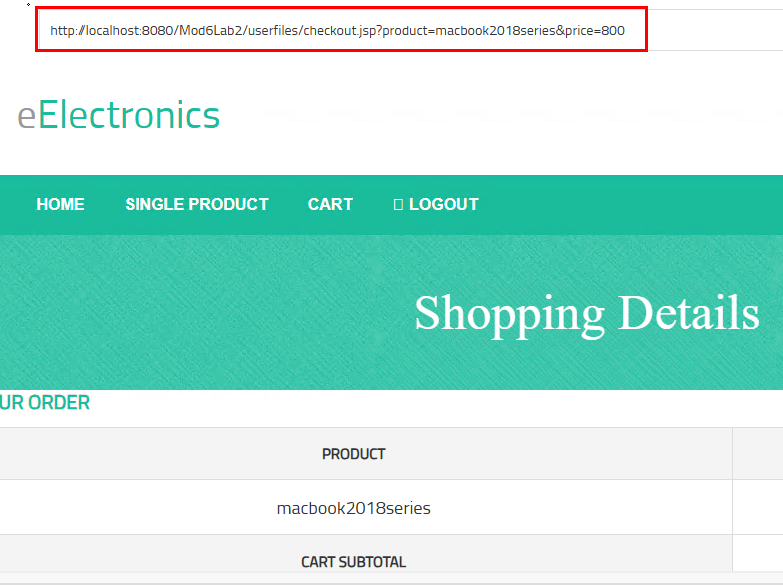 http://localhost:8080/Mod6Lab2/userfiles/checkout.jsp?product=macbook2018series&price=800
eElectronics
HOME SINGLE PRODUCT CART LOGOUT
Shopping Details
UR ORDER
PRODUCT
macbook2018series
CART SUBTOTAL